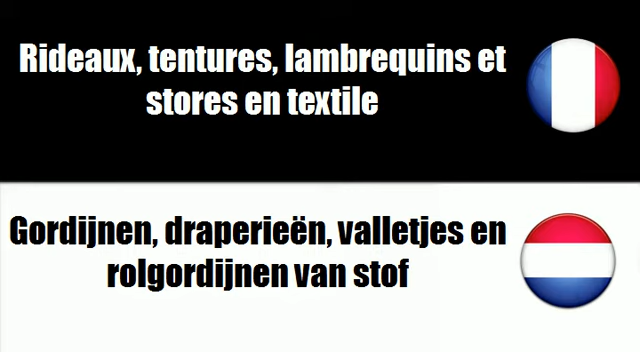 Rideaux, tentures, lambrequins et
stores en textile
Gordijnen, draperieën, valletjes en
rolgordijnen van stof